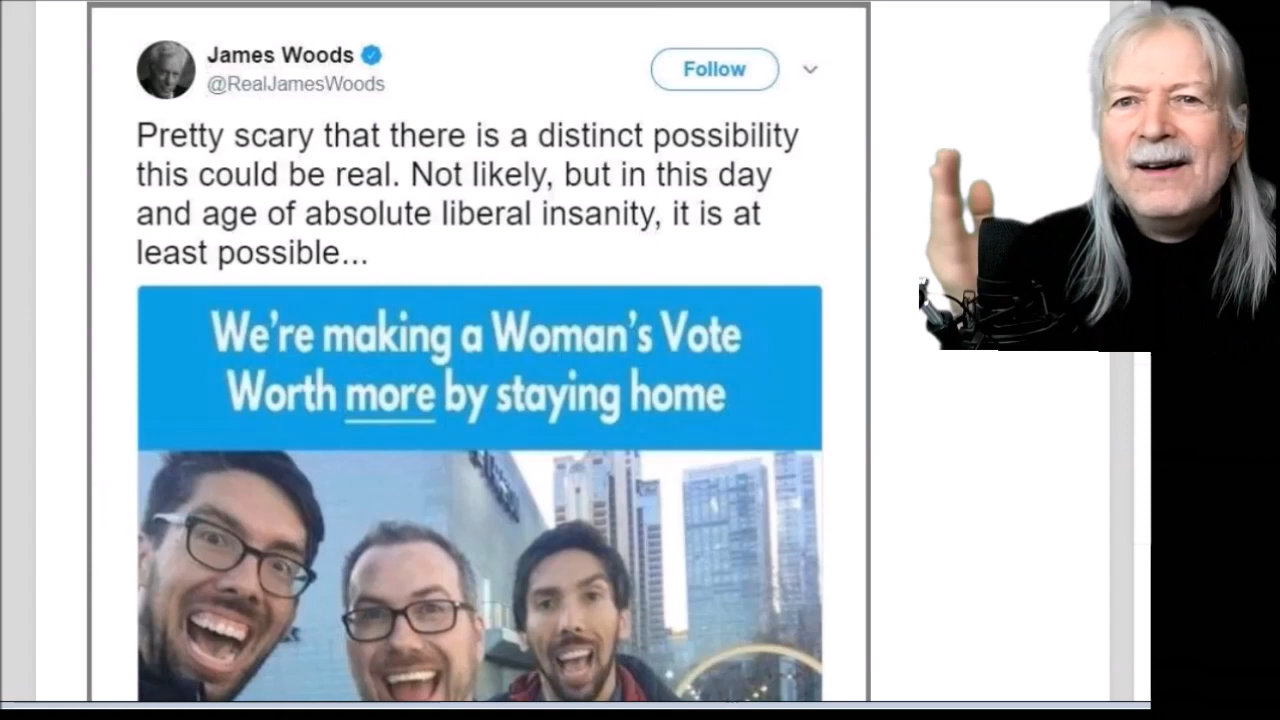 James Woods
@RealJamesWoods
Follow
Pretty scary that there is a distinct possibility
this could be real. Not likely, but in this day
and age of absolute liberal insanity, it is at
least possible...
We're making a Woman's Vote
Worth more by staying home